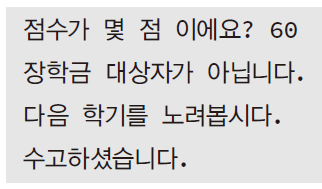 점수가 몇 점 이에요? 60
장학금 대상자가 아닙니다.
다음 학기를 노려봅시다.
수고하셨습니다.